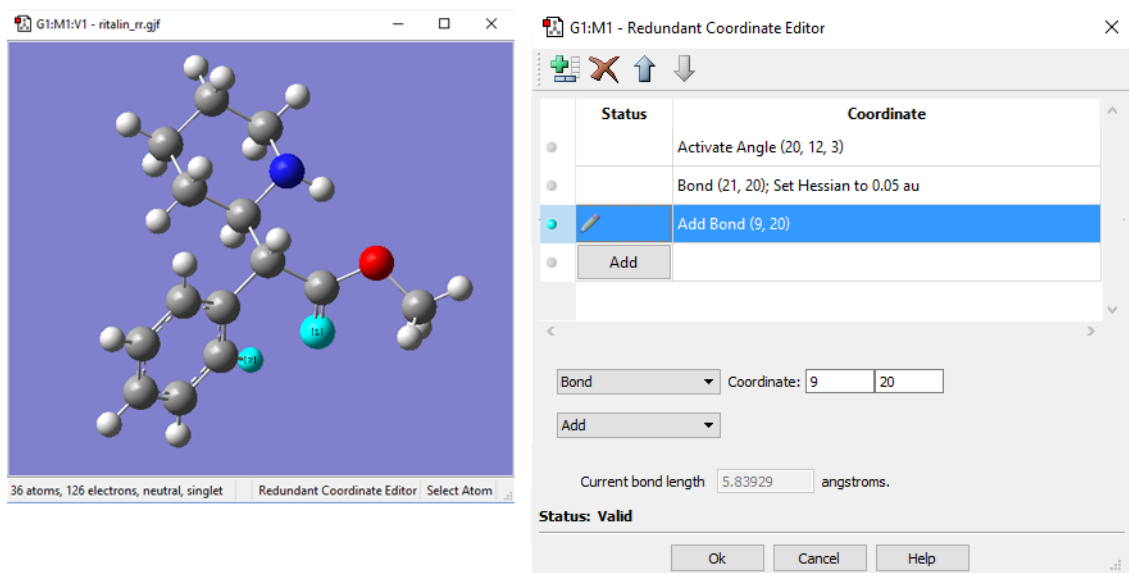 G1:M1:V1 - ritalin_rr.gjf
[1]
[2]
36 atoms, 126 electrons, neutral, singlet Redundant Coordinate Editor Select Atom
G1:M1 - Redundant Coordinate Editor
Status Coordinate
Activate Angle (20, 12, 3)
Bond (21, 20); Set Hessian to 0.05 au
Add Bond (9, 20)
Add
Bond Coordinate: 9 20
Add
Current bond length 5.83929 angstroms.
Status: Valid
Ok Cancel Help